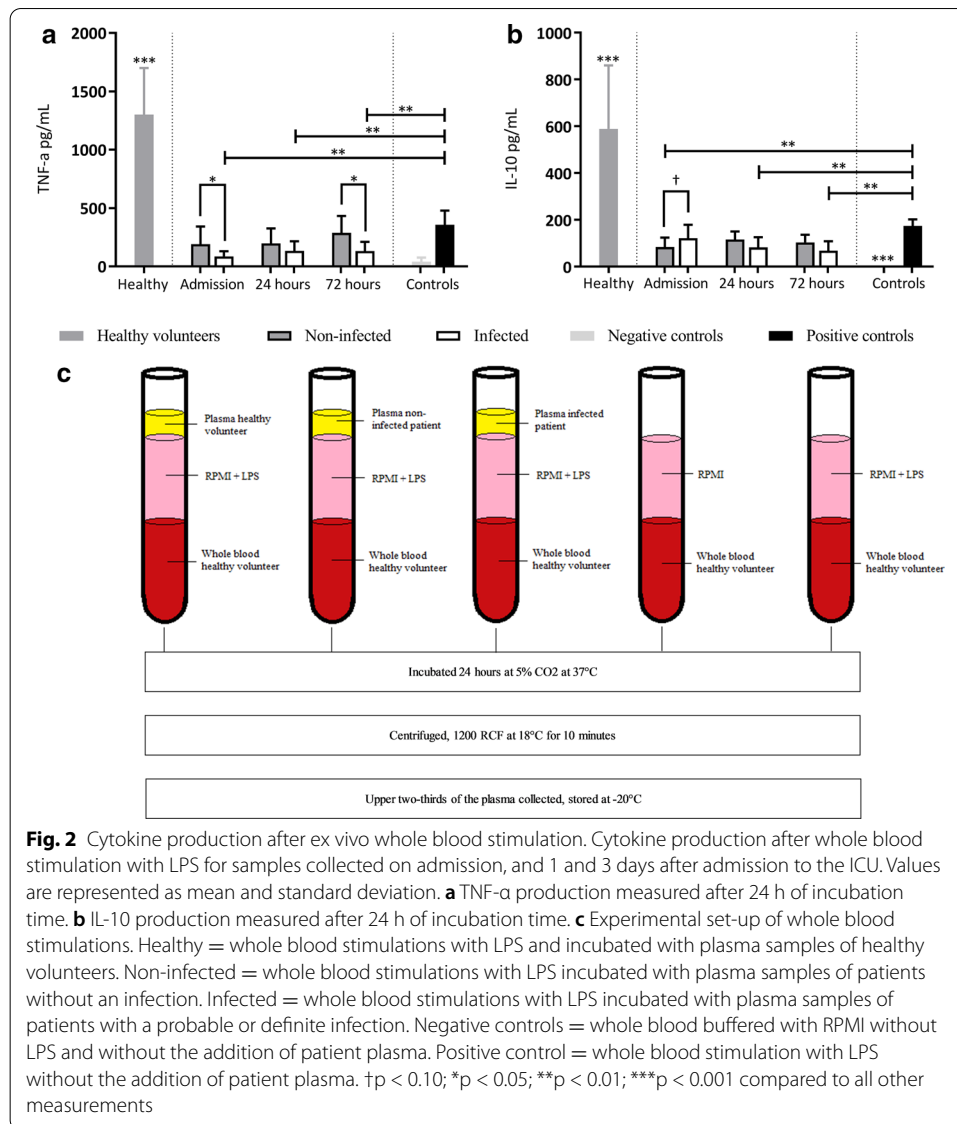 a
b
2000
1500
1000
500
0
TNF-a pg/mL
***
*
*
**
**
**
Healthy
Admission
24 hours
72 hours
Controls
1000
800
600
400
200
0
IL-10 pg/mL
***
†
**
**
**
***
Healthy
Admission
24 hours
72 hours
Controls
Healthy volunteers
Non-infected
Infected
Negative controls
Positive controls
c
Plasma healthy
volunteer
RPMI + LPS
Whole blood
healthy volunteer
Plasma non-
infected patient
RPMI + LPS
Whole blood
healthy volunteer
Plasma infected
patient
RPMI + LPS
Whole blood
healthy volunteer
RPMI
Whole blood
healthy volunteer
RPMI + LPS
Whole blood
healthy volunteer
Incubated 24 hours at 5% CO2 at 37°C
Centrifuged, 1200 RCF at 18°C for 10 minutes
Upper two-thirds of the plasma collected, stored at -20°C
Fig. 2 Cytokine production after ex vivo whole blood stimulation. Cytokine production after whole blood
stimulation with LPS for samples collected on admission, and 1 and 3 days after admission to the ICU. Values
are represented as mean and standard deviation. a TNF-α production measured after 24 h of incubation
time. b IL-10 production measured after 24 h of incubation time. c Experimental set-up of whole blood
stimulations. Healthy = whole blood stimulations with LPS and incubated with plasma samples of healthy
volunteers. Non-infected = whole blood stimulations with LPS incubated with plasma samples of patients
without an infection. Infected = whole blood stimulations with LPS incubated with plasma samples of
patients with a probable or definite infection. Negative controls = whole blood buffered with RPMI without
LPS and without the addition of patient plasma. Positive control = whole blood stimulation with LPS
without the addition of patient plasma. †p < 0.10; *p < 0.05; **p < 0.01; ***p < 0.001 compared to all other
measurements